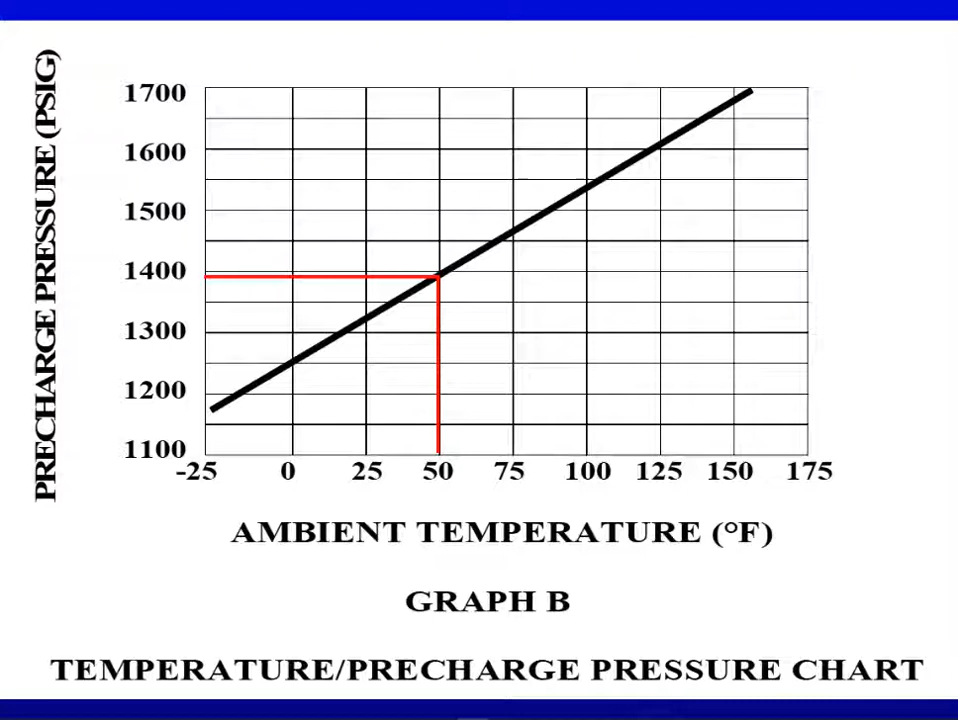 PRECHARGE PRESSURE (PSIG)
1700
1600
1500
1400
1300
1200
1100
-25 0 25 50 75 100 125 150 175
AMBIENT TEMPERATURE (°F)
GRAPH B
TEMPERATURE/PRECHARGE PRESSURE CHART